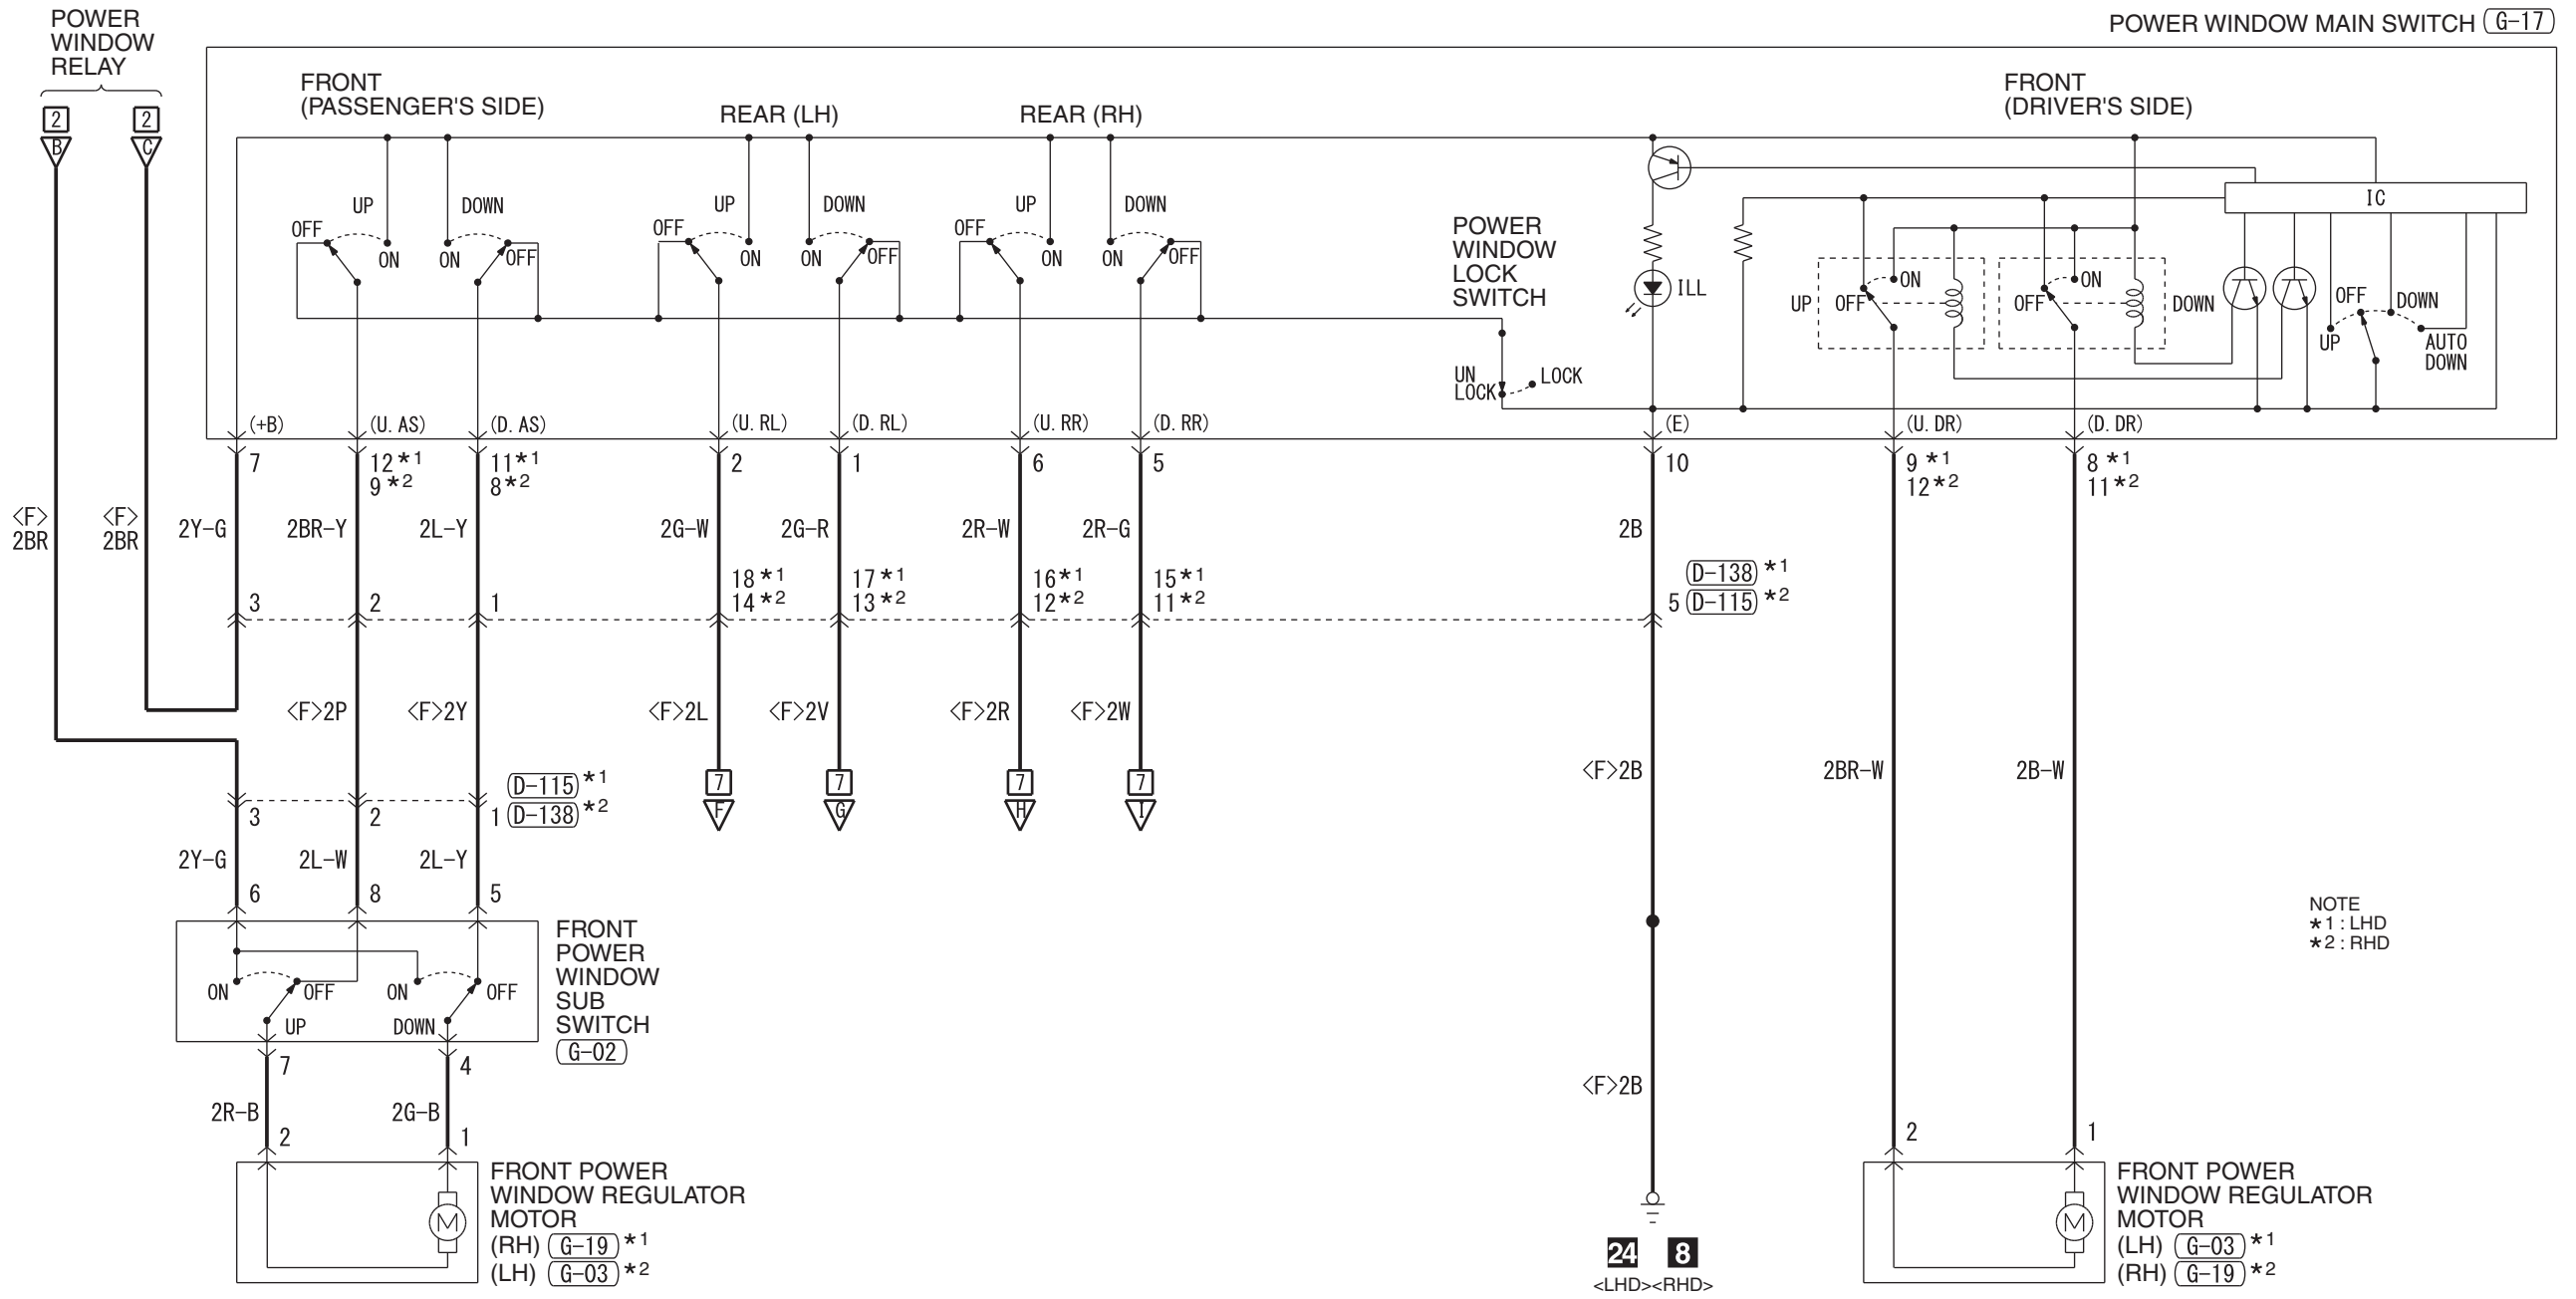 POWER
WINDOW
RELAY
2
B
2
C
POWER WINDOW MAIN SWITCH G-17
FRONT
(PASSENGER'S SIDE)
REAR (LH)
REAR (RH)
FRONT
(DRIVER'S SIDE)
OFF
UP
ON
DOWN
ON
OFF
OFF
UP
ON
DOWN
ON
OFF
OFF
UP
ON
DOWN
ON
OFF
POWER
WINDOW
LOCK
SWITCH
UN
LOCK
LOCK
ILL
IC
UP
OFF
ON
OFF
ON
DOWN
OFF
DOWN
UP
AUTO
DOWN
(+B)
(U. AS)
(D. AS)
(U. RL)
(D. RL)
(U. RR)
(D. RR)
(E)
(U. DR)
(D. DR)
7
12*1
9*2
11*1
8*2
2
1
6
5
10
9 *1
12*2
8 *1
11*2
<F>
2BR
<F>
2BR
2Y-G
2BR-Y
2L-Y
2G-W
2G-R
2R-W
2R-G
2B
3
2
1
18*1
14*2
17*1
13*2
16*1
12*2
15*1
11*2
D-138 *1
5 D-115 *2
<F>2P
<F>2Y
<F>2L
<F>2V
<F>2R
<F>2W
7
F
7
G
7
H
7
I
<F>2B
2BR-W
2B-W
D-115 *1
D-138 *2
3
2
1
2Y-G
2L-W
2L-Y
6
8
5
FRONT
POWER
WINDOW
SUB
SWITCH
G-02
ON
OFF
UP
ON
OFF
DOWN
7
4
2R-B
2G-B
2
1
M
FRONT POWER
WINDOW REGULATOR
MOTOR
(RH) G-19 *1
(LH) G-03 *2
<F>2B
24
8
<LHD><RHD>
2
1
M
FRONT POWER
WINDOW REGULATOR
MOTOR
(LH) G-03 *1
(RH) G-19 *2
NOTE
*1 : LHD
*2 : RHD